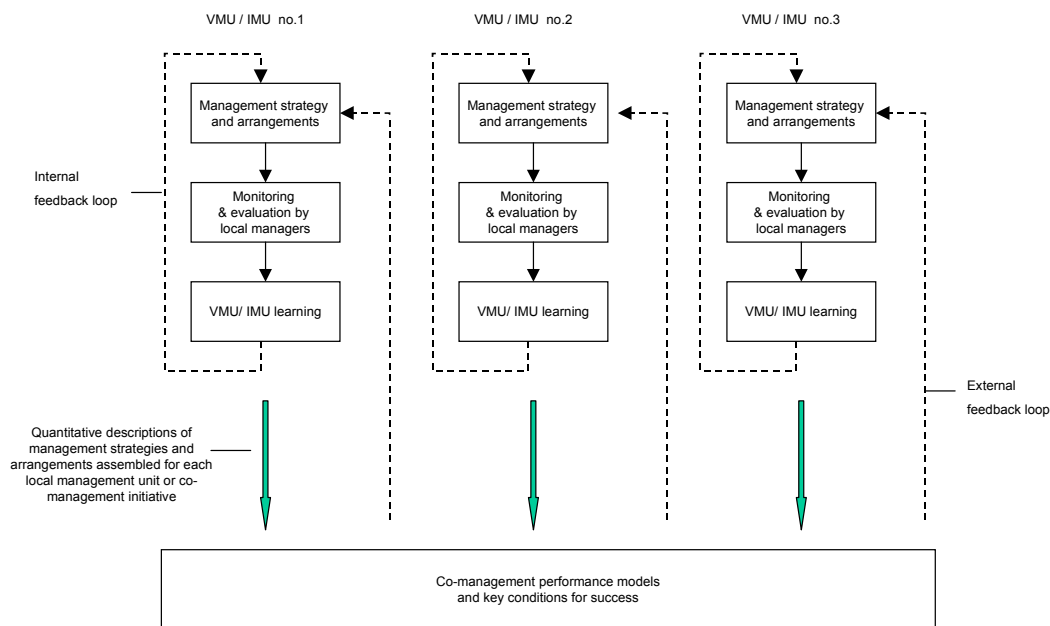 VMU / IMU no.1
VMU / IMU no.2
VMU / IMU no.3
Management strategy
and arrangements
Management strategy
and arrangements
Management strategy
and arrangements
Internal
feedback loop
Monitoring
& evaluation by
local managers
Monitoring
& evaluation by
local managers
Monitoring
& evaluation by
local managers
VMU/ IMU learning
VMU/ IMU learning
VMU/ IMU learning
External
feedback loop
Quantitative descriptions of
management strategies and
arrangements assembled for each
local management unit or co-
management initiative
Co-management performance models
and key conditions for success